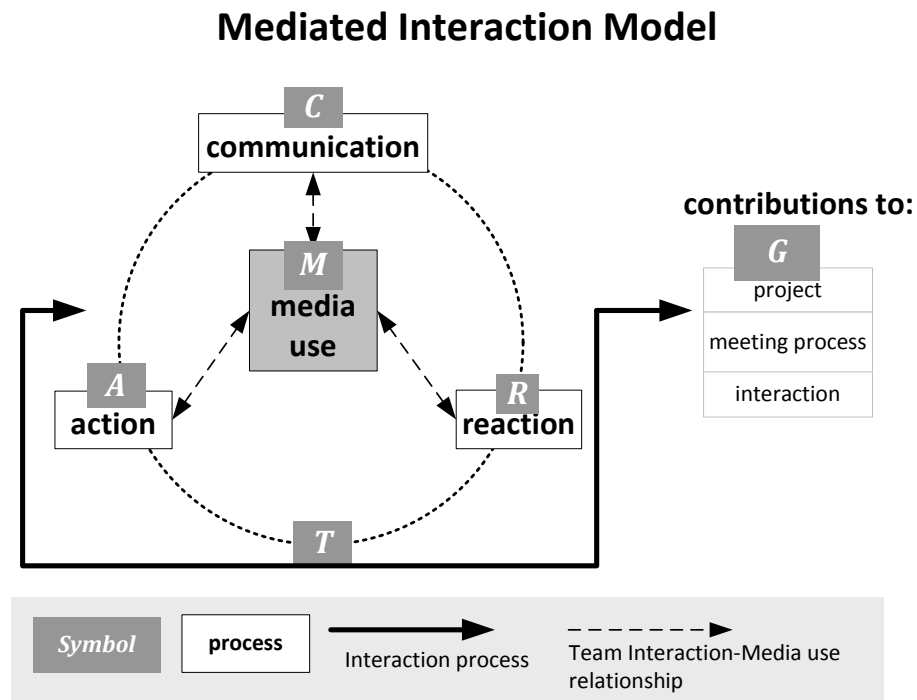 Mediated Interaction Model
C
communication
contributions to:
M
media
use
G
project
meeting process
interaction
A
action
R
reaction
T
Symbol
process
Interaction process
Team Interaction-Media use
relationship